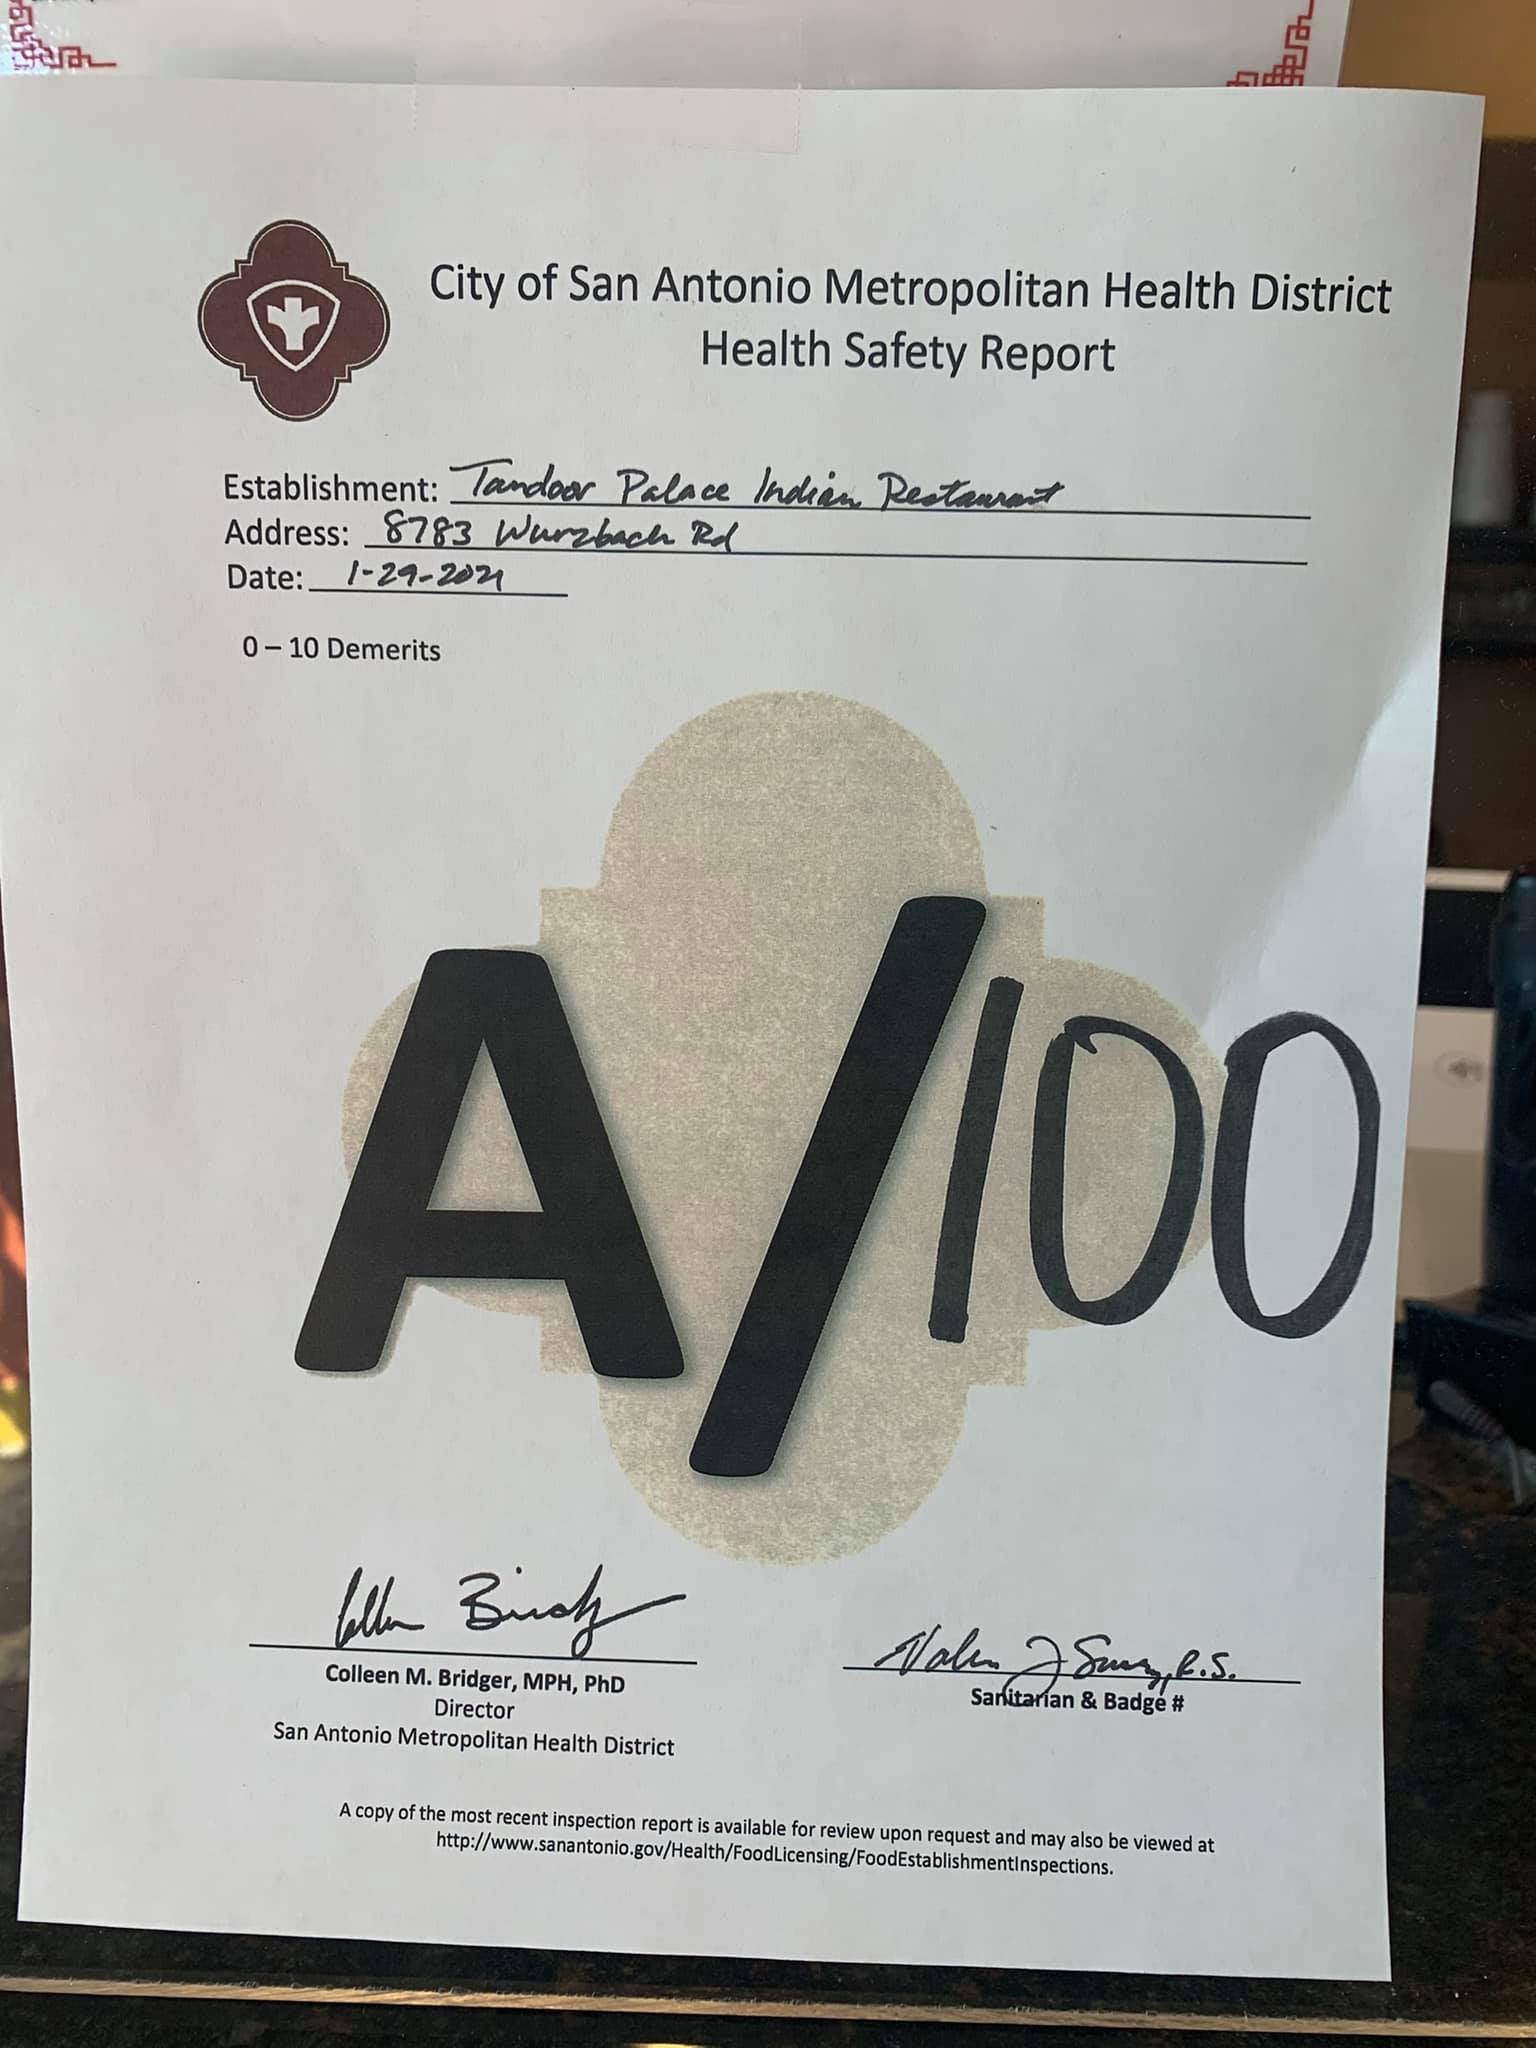 City of San Antonio Metropolitan Health District
Health Safety Report
Establishment: Tandoor Palace Indian Restaurant
Address: 8783 Wurzbach Rd
Date: 1-29-2021
0 – 10 Demerits
A/100
Colleen M. Bridger, MPH, PhD
Director
San Antonio Metropolitan Health District
R.S.
Sanitarian & Badge #
A copy of the most recent inspection report is available for review upon request and may also be viewed at
http://www.sanantonio.gov/Health/FoodLicensing/FoodEstablishmentInspections.